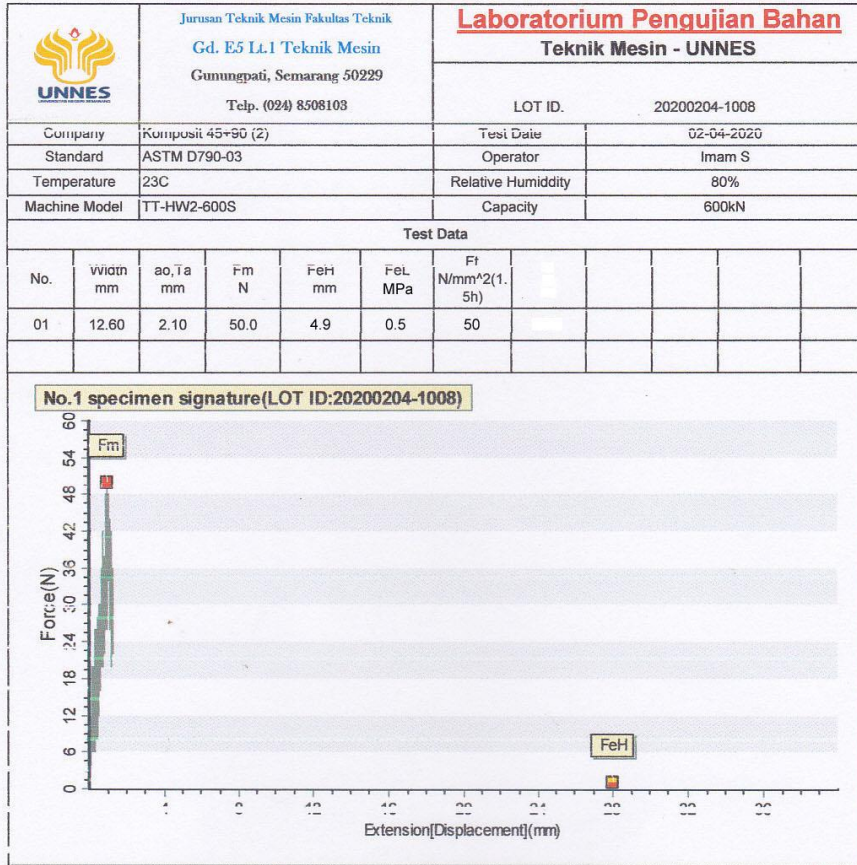 UNNES
UNIVERSITAS NEGERI SEMARANG
Jurusan Teknik Mesin Fakultas Teknik
Gd. E5 Lt.1 Teknik Mesin
Gunungpati, Semarang 50229
Telp. (024) 8508103
Laboratorium Pengujian Bahan
Teknik Mesin - UNNES
LOT ID. 20200204-1008
Company Komposit 45+90 (2) Test Date 02-04-2020
Standard ASTM D790-03 Operator Imam S
Temperature 23C Relative Humiddity 80%
Machine Model TT-HW2-600S Capacity 600kN
Test Data
No. Width mm ao,Ta mm Fm N FeH mm FeL MPa Ff N/mm^2(1.5h)
01 12.60 2.10 50.0 4.9 0.5 50
No.1 specimen signature(LOT ID:20200204-1008)
Fm
FeH
Force(N)
60
54
48
42
36
30
24
18
12
6
0
Extension[Displacement](mm)